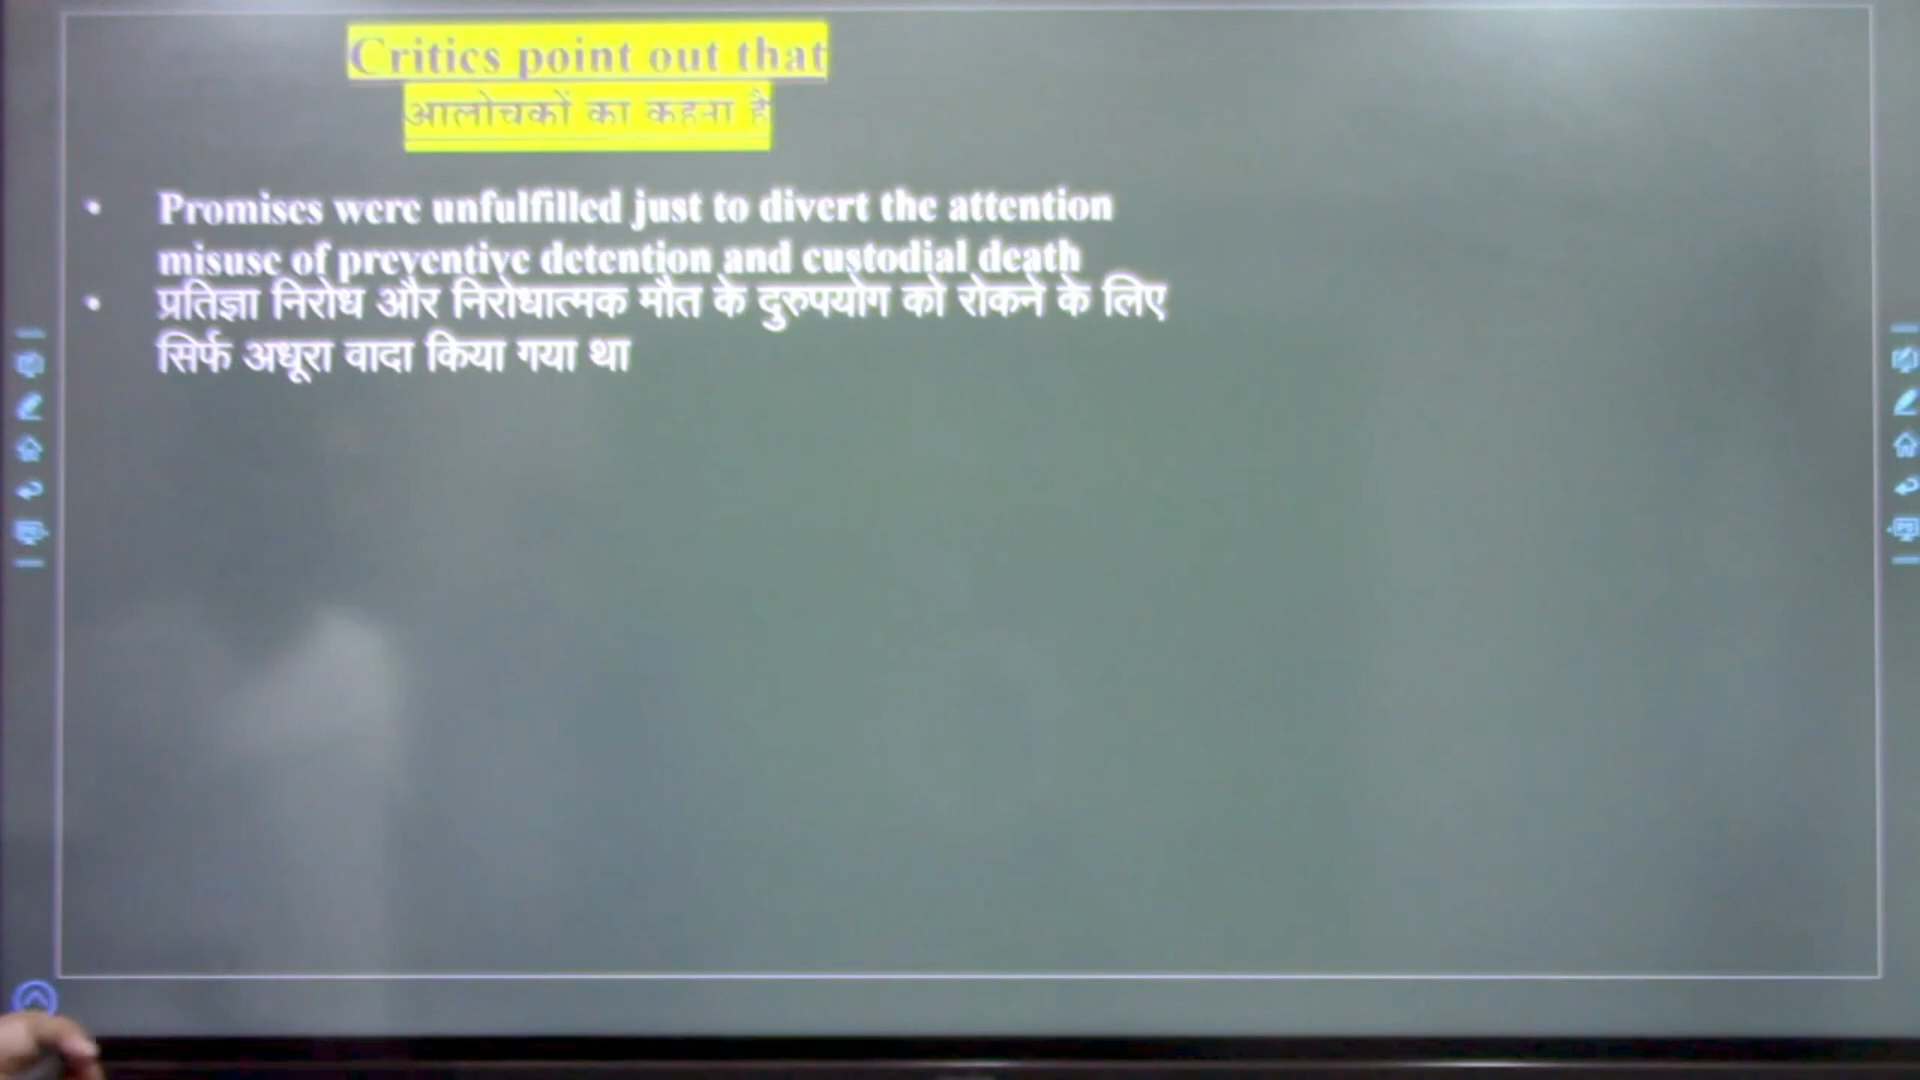 Critics point out that
आलोचकों का कहना है
• Promises were unfulfilled just to divert the attention
misuse of preventive detention and custodial death
• प्रतिज्ञा निरोध और निरोधात्मक मौत के दुरुपयोग को रोकने के लिए
सिर्फ अधूरा वादा किया गया था